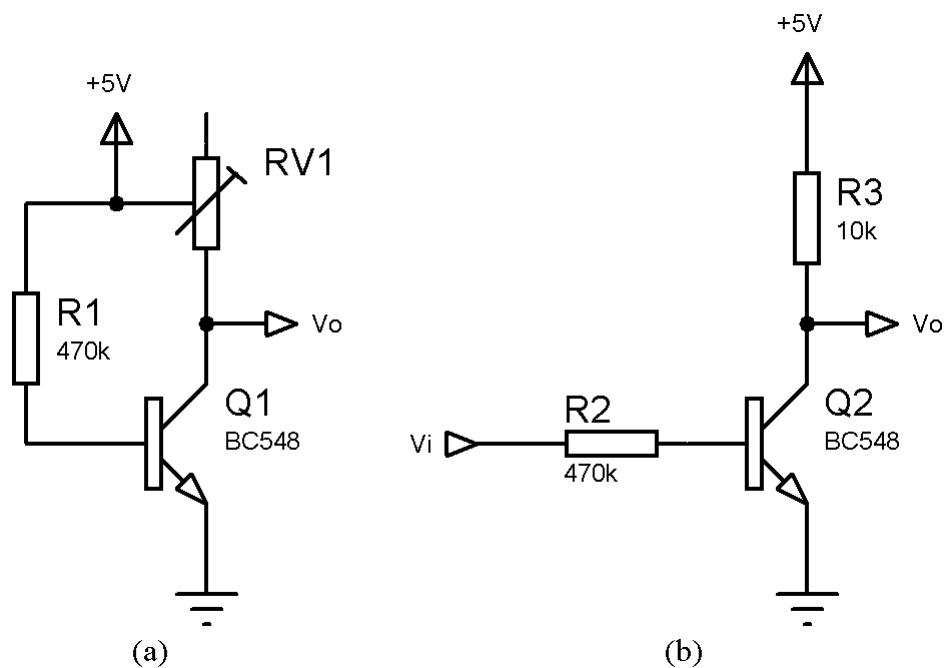 +5V
RV1
R1
470k
Vo
Q1
BC548
(a)
+5V
R3
10k
Vo
Vi
R2
470k
Q2
BC548
(b)